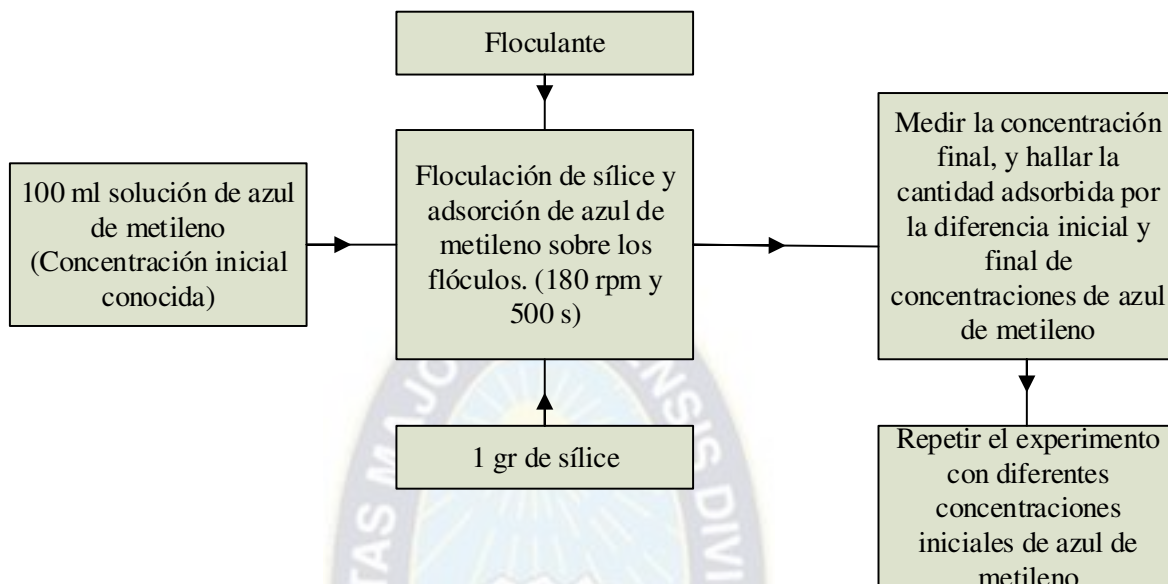 Floculante
100 ml solución de azul
de metileno
(Concentración inicial
conocida)
Floculación de sílice y
adsorción de azul de
metileno sobre los
flóculos. (180 rpm y
500 s)
1 gr de sílice
Medir la concentración
final, y hallar la
cantidad adsorbida por
la diferencia inicial y
final de
concentraciones de azul
de metileno
Repetir el experimento
con diferentes
concentraciones
iniciales de azul de
metileno